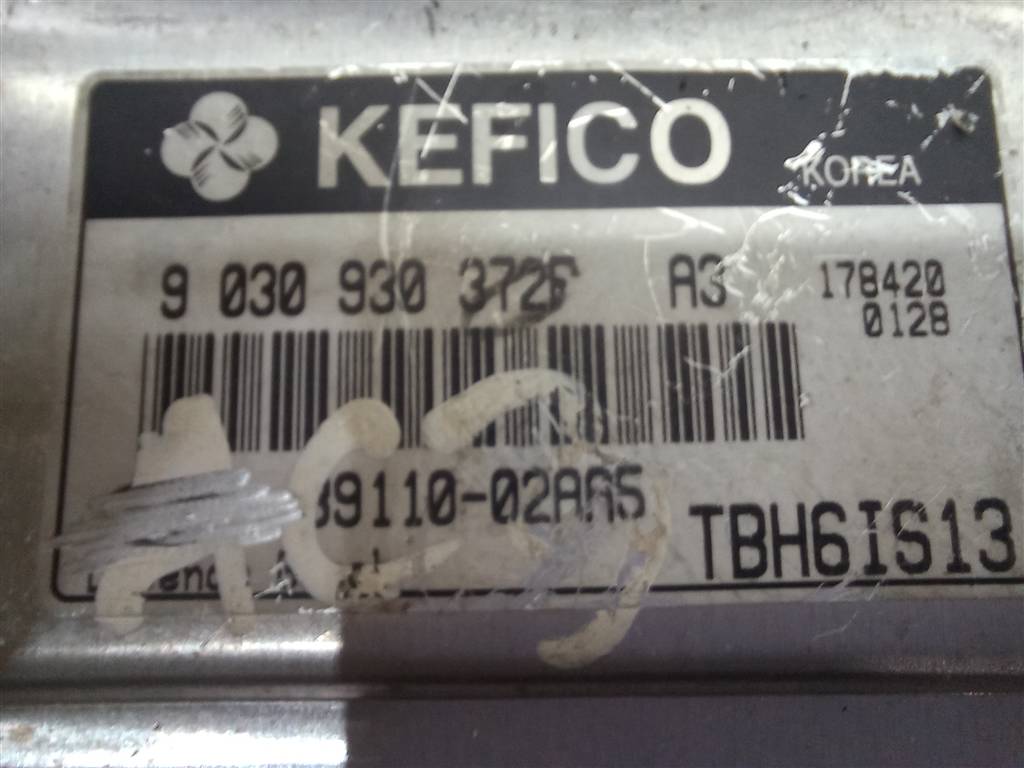 KEFICO
KOREA
9 030 930 372F A3 178420
0128
39110-02AA5
TBH6IS13